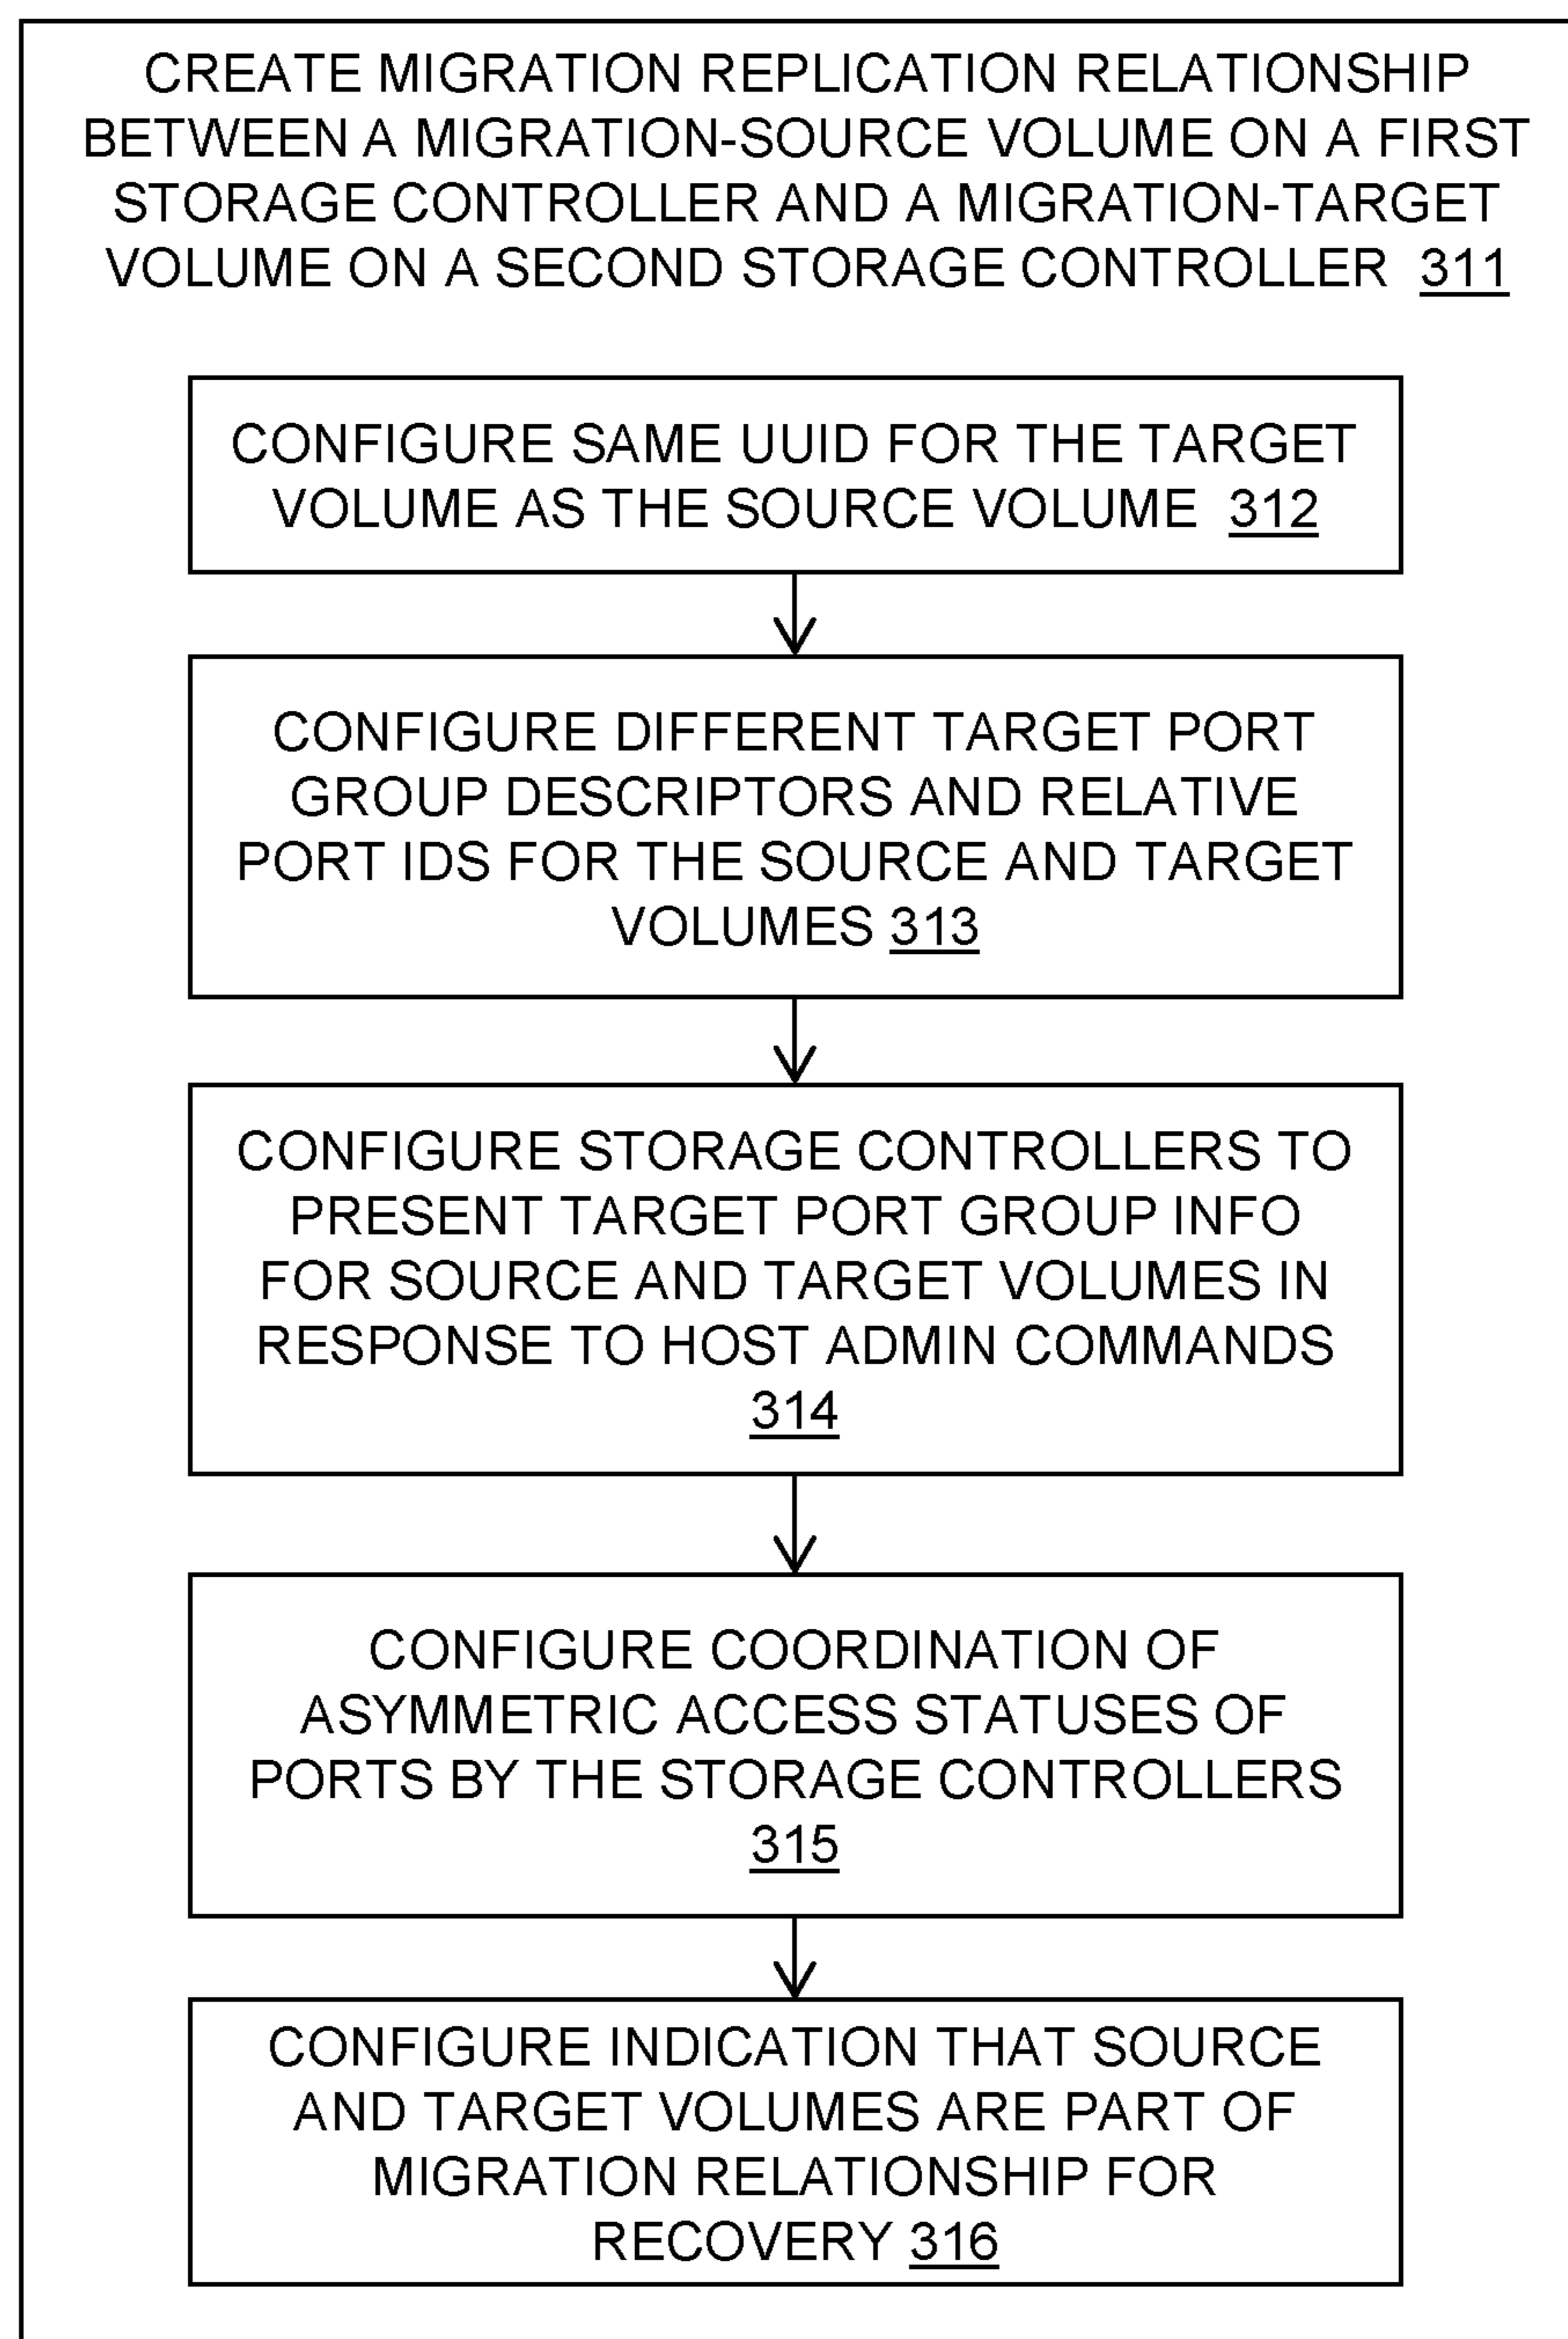 CREATE MIGRATION REPLICATION RELATIONSHIP
BETWEEN A MIGRATION-SOURCE VOLUME ON A FIRST
STORAGE CONTROLLER AND A MIGRATION-TARGET
VOLUME ON A SECOND STORAGE CONTROLLER 311
CONFIGURE SAME UUID FOR THE TARGET
VOLUME AS THE SOURCE VOLUME 312
CONFIGURE DIFFERENT TARGET PORT
GROUP DESCRIPTORS AND RELATIVE
PORT IDS FOR THE SOURCE AND TARGET
VOLUMES 313
CONFIGURE STORAGE CONTROLLERS TO
PRESENT TARGET PORT GROUP INFO
FOR SOURCE AND TARGET VOLUMES IN
RESPONSE TO HOST ADMIN COMMANDS
314
CONFIGURE COORDINATION OF
ASYMMETRIC ACCESS STATUSES OF
PORTS BY THE STORAGE CONTROLLERS
315
CONFIGURE INDICATION THAT SOURCE
AND TARGET VOLUMES ARE PART OF
MIGRATION RELATIONSHIP FOR
RECOVERY 316